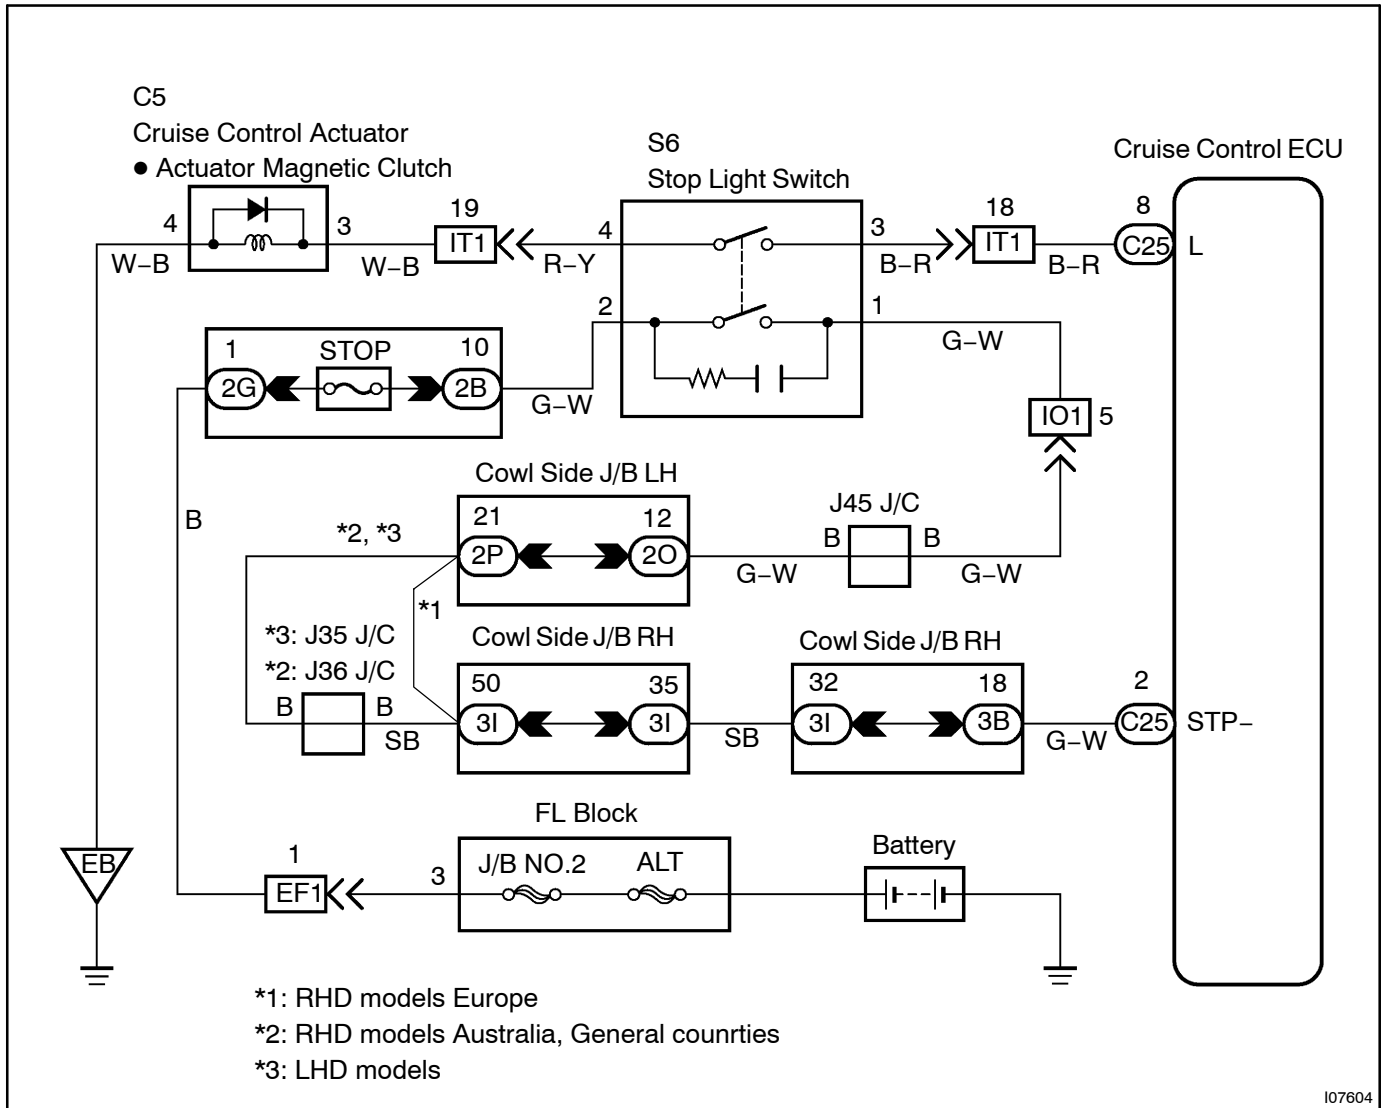 C5
Cruise Control Actuator
● Actuator Magnetic Clutch
S6
Stop Light Switch
Cruise Control ECU
4
3
19
4
3
18
8
IT1
IT1
C25
L
W–B
W–B
R–Y
B–R
B–R
2
1
1
STOP
10
G–W
2G
2B
G–W
IO1
5
Cowl Side J/B LH
J45 J/C
B
*2, *3
21
12
B
B
2P
2O
G–W
G–W
*1
*3: J35 J/C
*2: J36 J/C
Cowl Side J/B RH
Cowl Side J/B RH
50
35
32
18
2
B
B
3I
3I
3I
3B
C25
STP–
SB
SB
G–W
FL Block
Battery
1
3
J/B NO.2
ALT
EB
EF1
*1: RHD models Europe
*2: RHD models Australia, General counrties
*3: LHD models
I07604